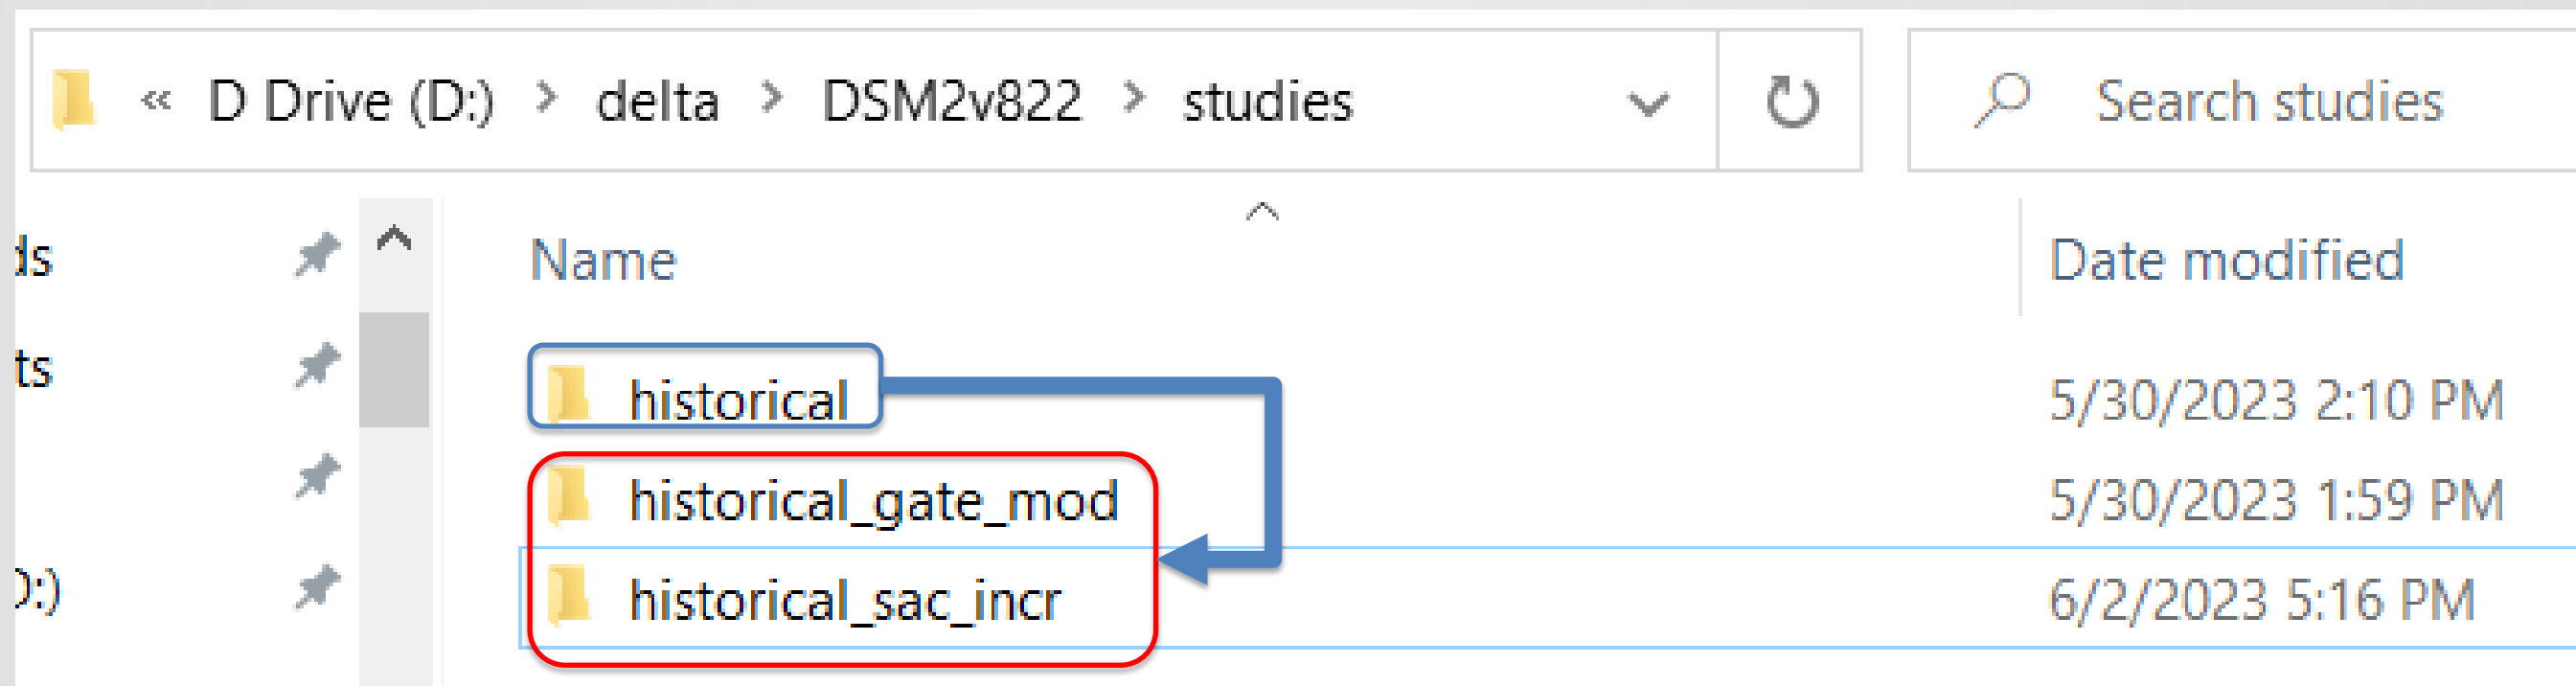 « D Drive (D:) > delta > DSM2v822 > studies Search studies
Name Date modified
ds
ts
historical 5/30/2023 2:10 PM
historical_gate_mod 5/30/2023 1:59 PM
D:) historical_sac_incr 6/2/2023 5:16 PM